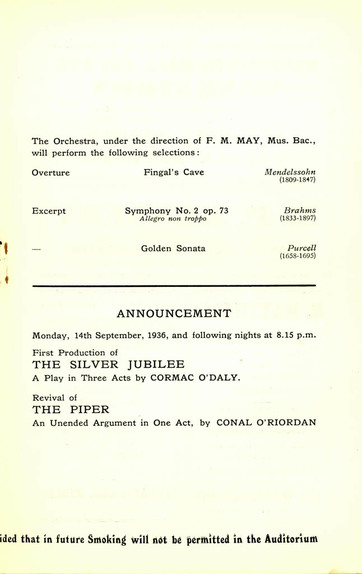 The Orchestra, under the direction of F. M. MAY, Mus. Bac.,
will perform the following selections:
Overture Fingal's Cave Mendelssohn
(1809-1847)
Excerpt Symphony No. 2 op. 73 Brahms
Allegro non troppo (1833-1897)
— Golden Sonata Purcell
(1658-1695)
ANNOUNCEMENT
Monday, 14th September, 1936, and following nights at 8.15 p.m.
First Production of
THE SILVER JUBILEE
A Play in Three Acts by CORMAC O'DALY.
Revival of
THE PIPER
An Unended Argument in One Act, by CONAL O'RIORDAN
ided that in future Smoking will not be permitted in the Auditorium